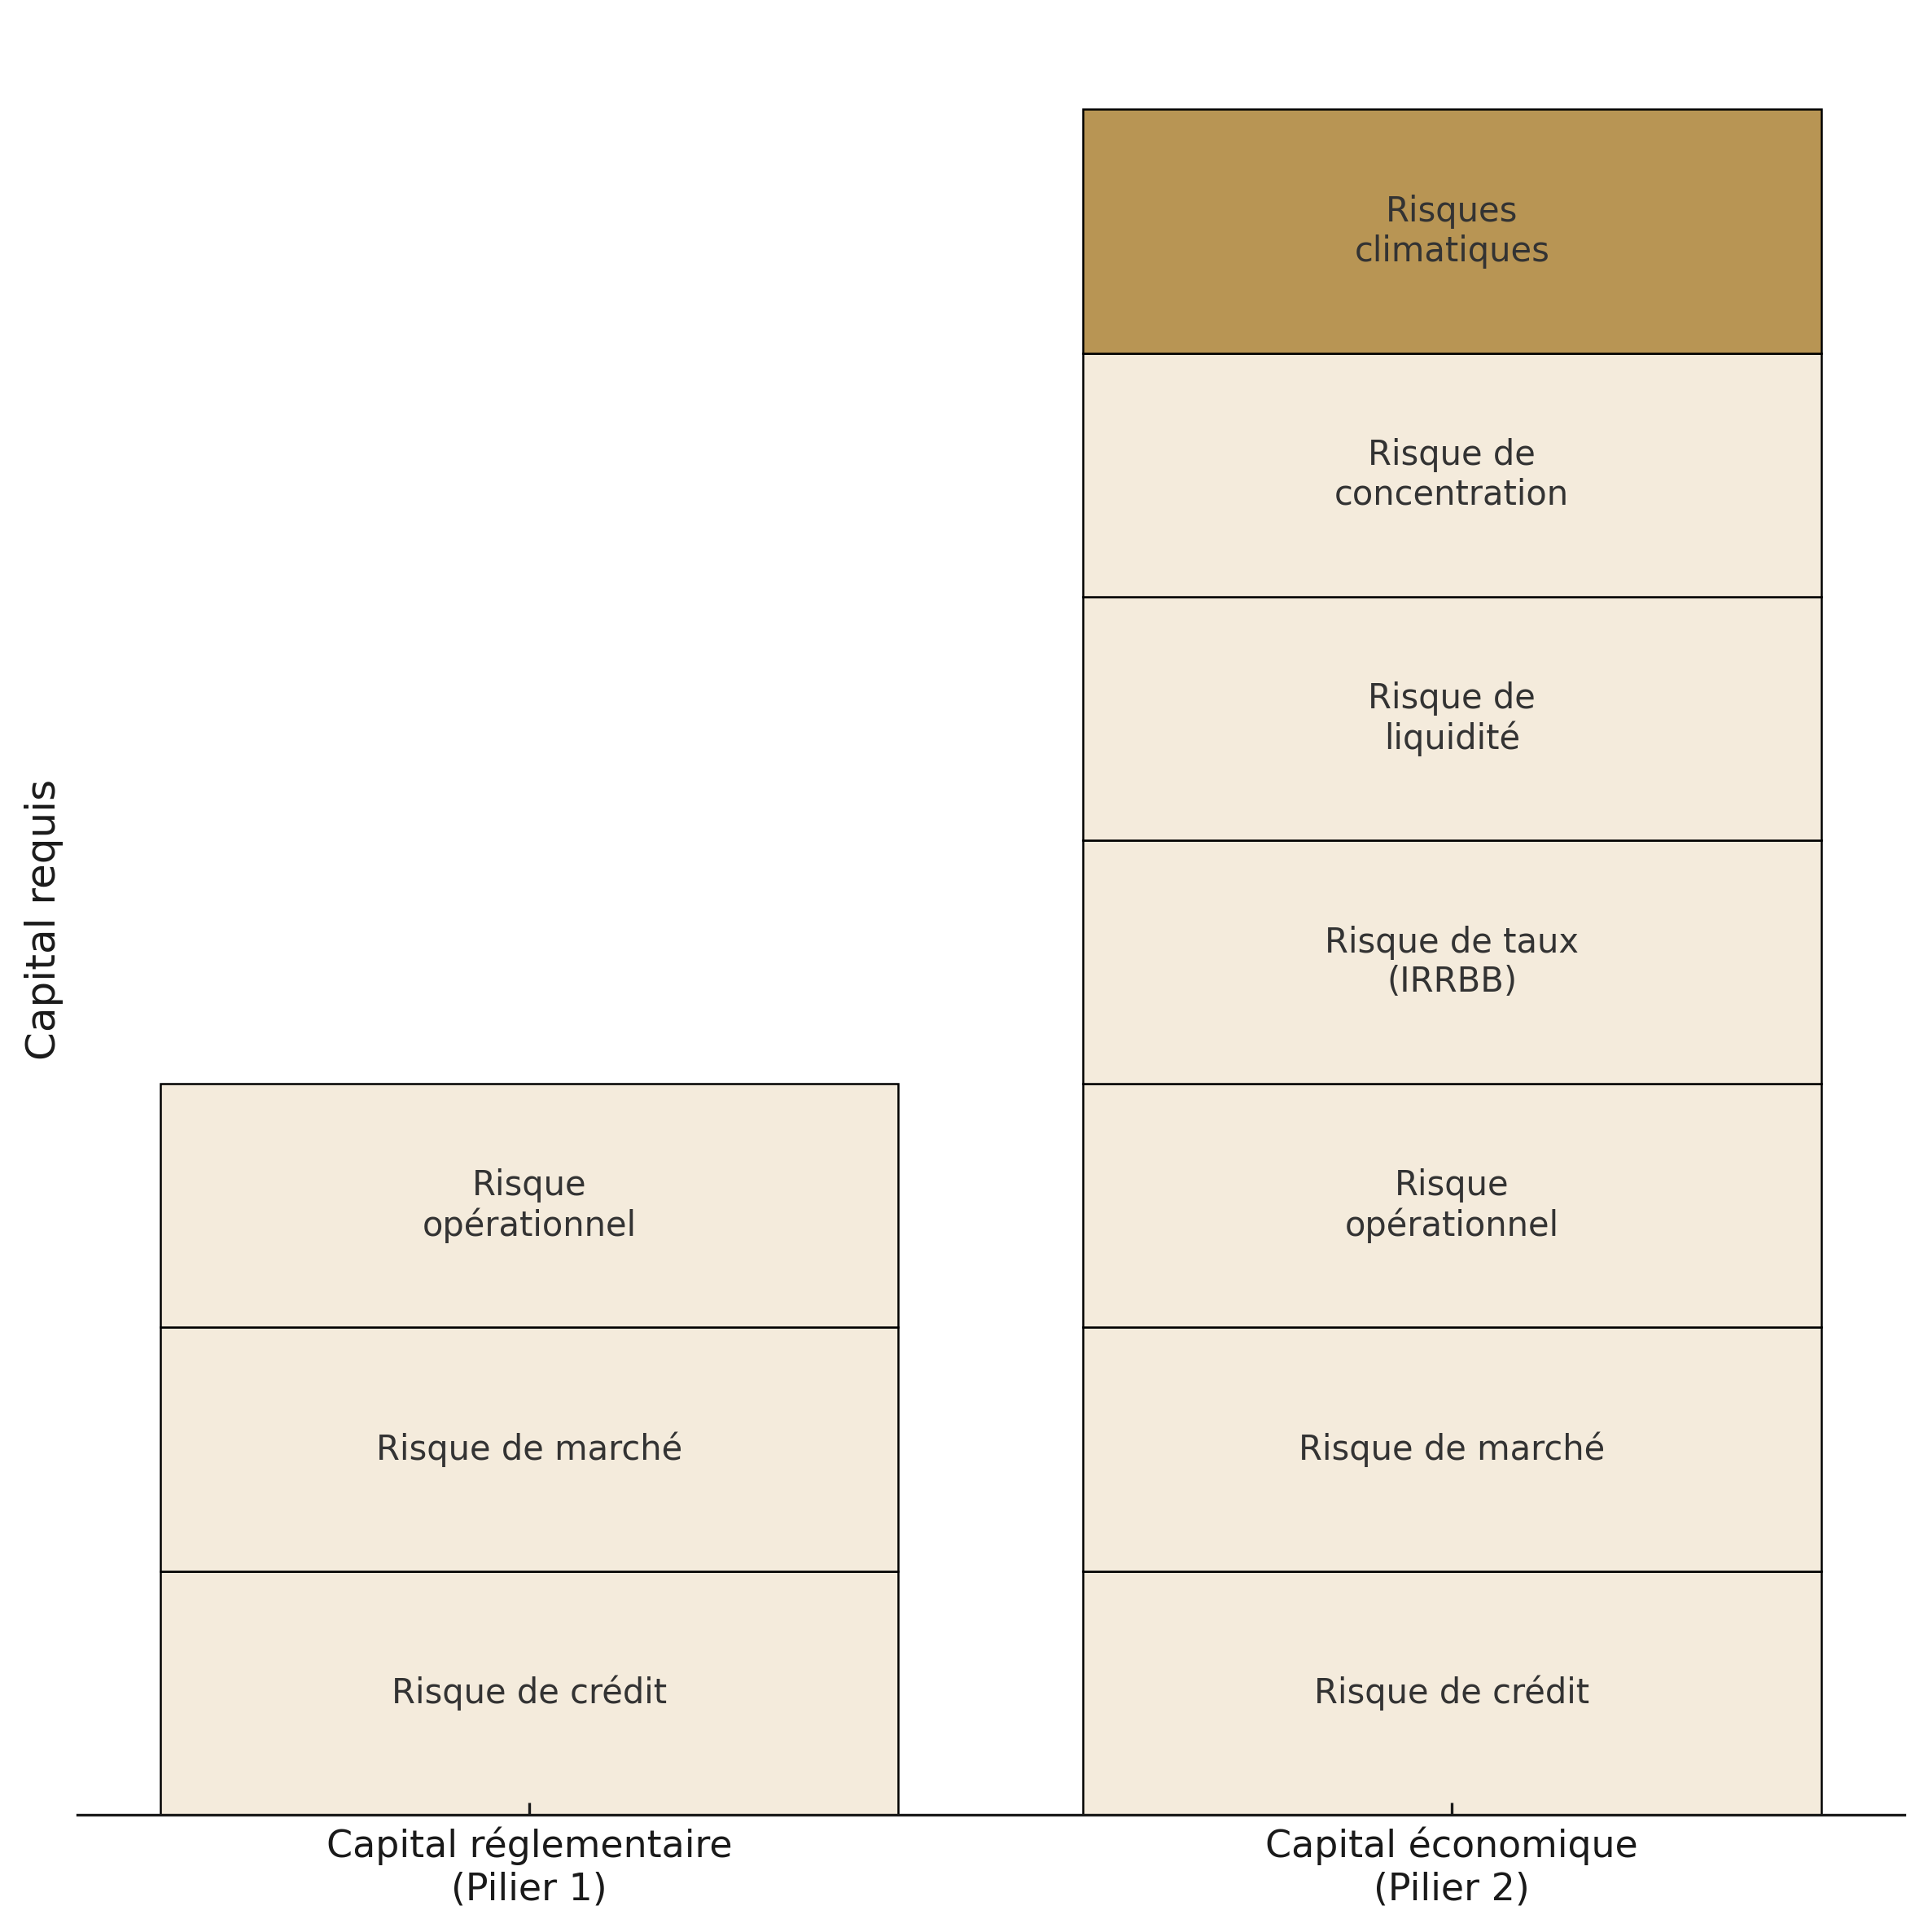 Capital requis
Risque
opérationnel
Risque de marché
Risque de crédit
Capital réglementaire
(Pilier 1)
Risques
climatiques
Risque de
concentration
Risque de
liquidité
Risque de taux
(IRRBB)
Risque
opérationnel
Risque de marché
Risque de crédit
Capital économique
(Pilier 2)